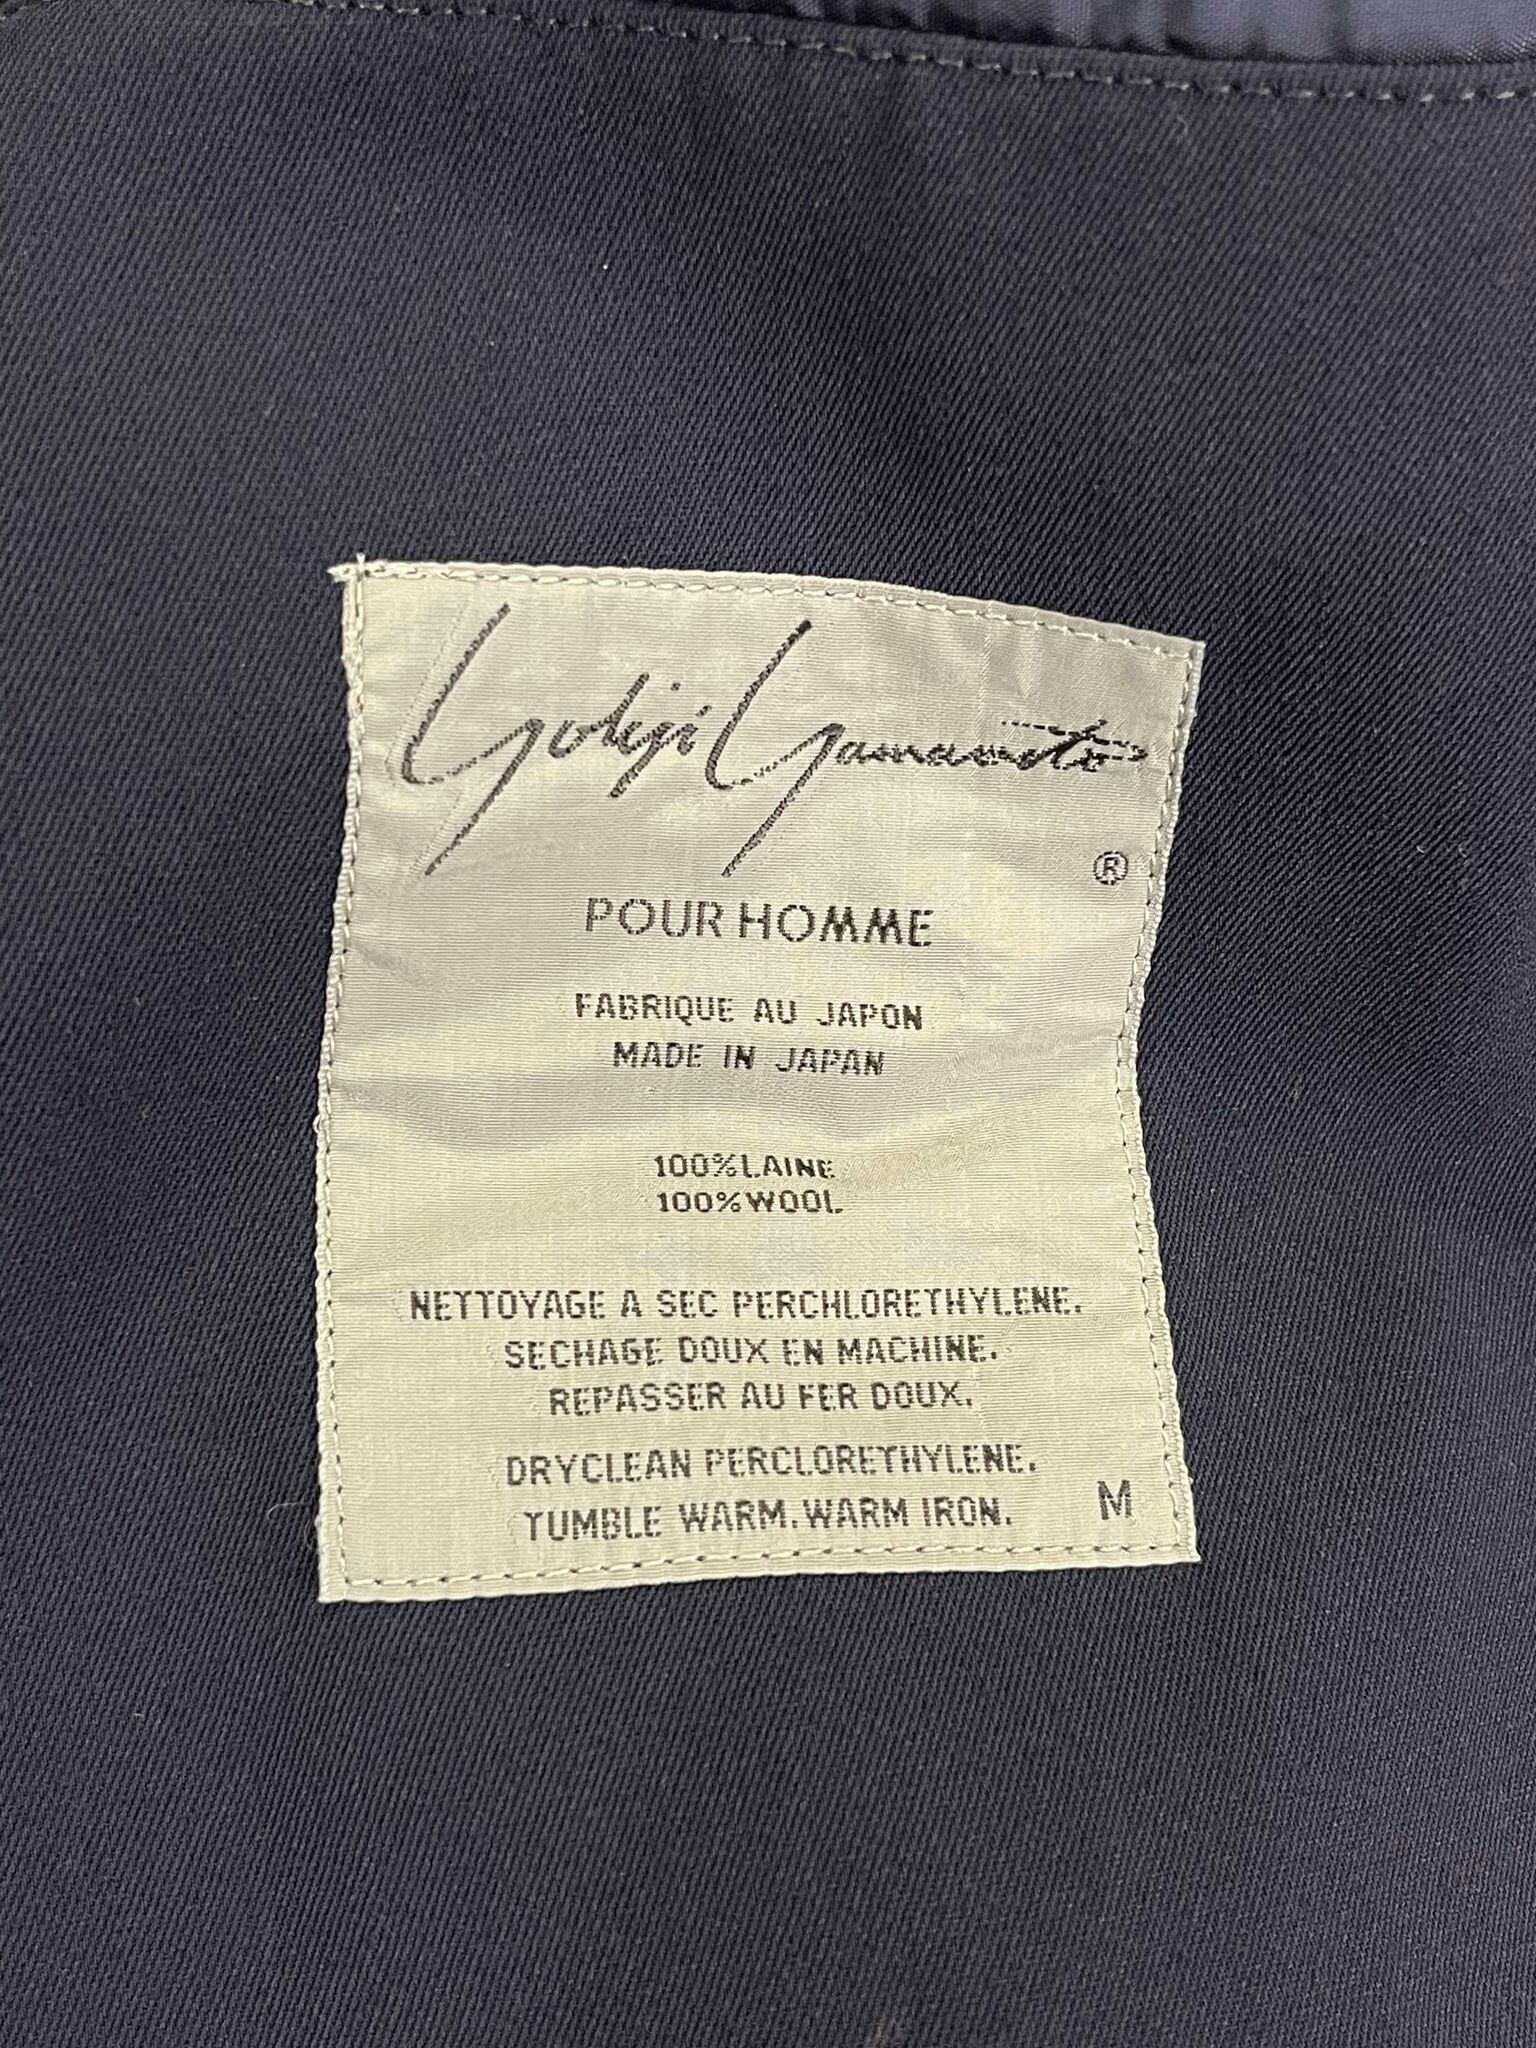 Yohji Yamamoto
®
POUR HOMME
FABRIQUE AU JAPON
MADE IN JAPAN
100%LAINE
100%WOOL
NETTOYAGE A SEC PERCHLORETHYLENE.
SECHAGE DOUX EN MACHINE.
REPASSER AU FER DOUX.
DRYCLEAN PERCLORETHYLENE.
TUMBLE WARM.WARM IRON. M